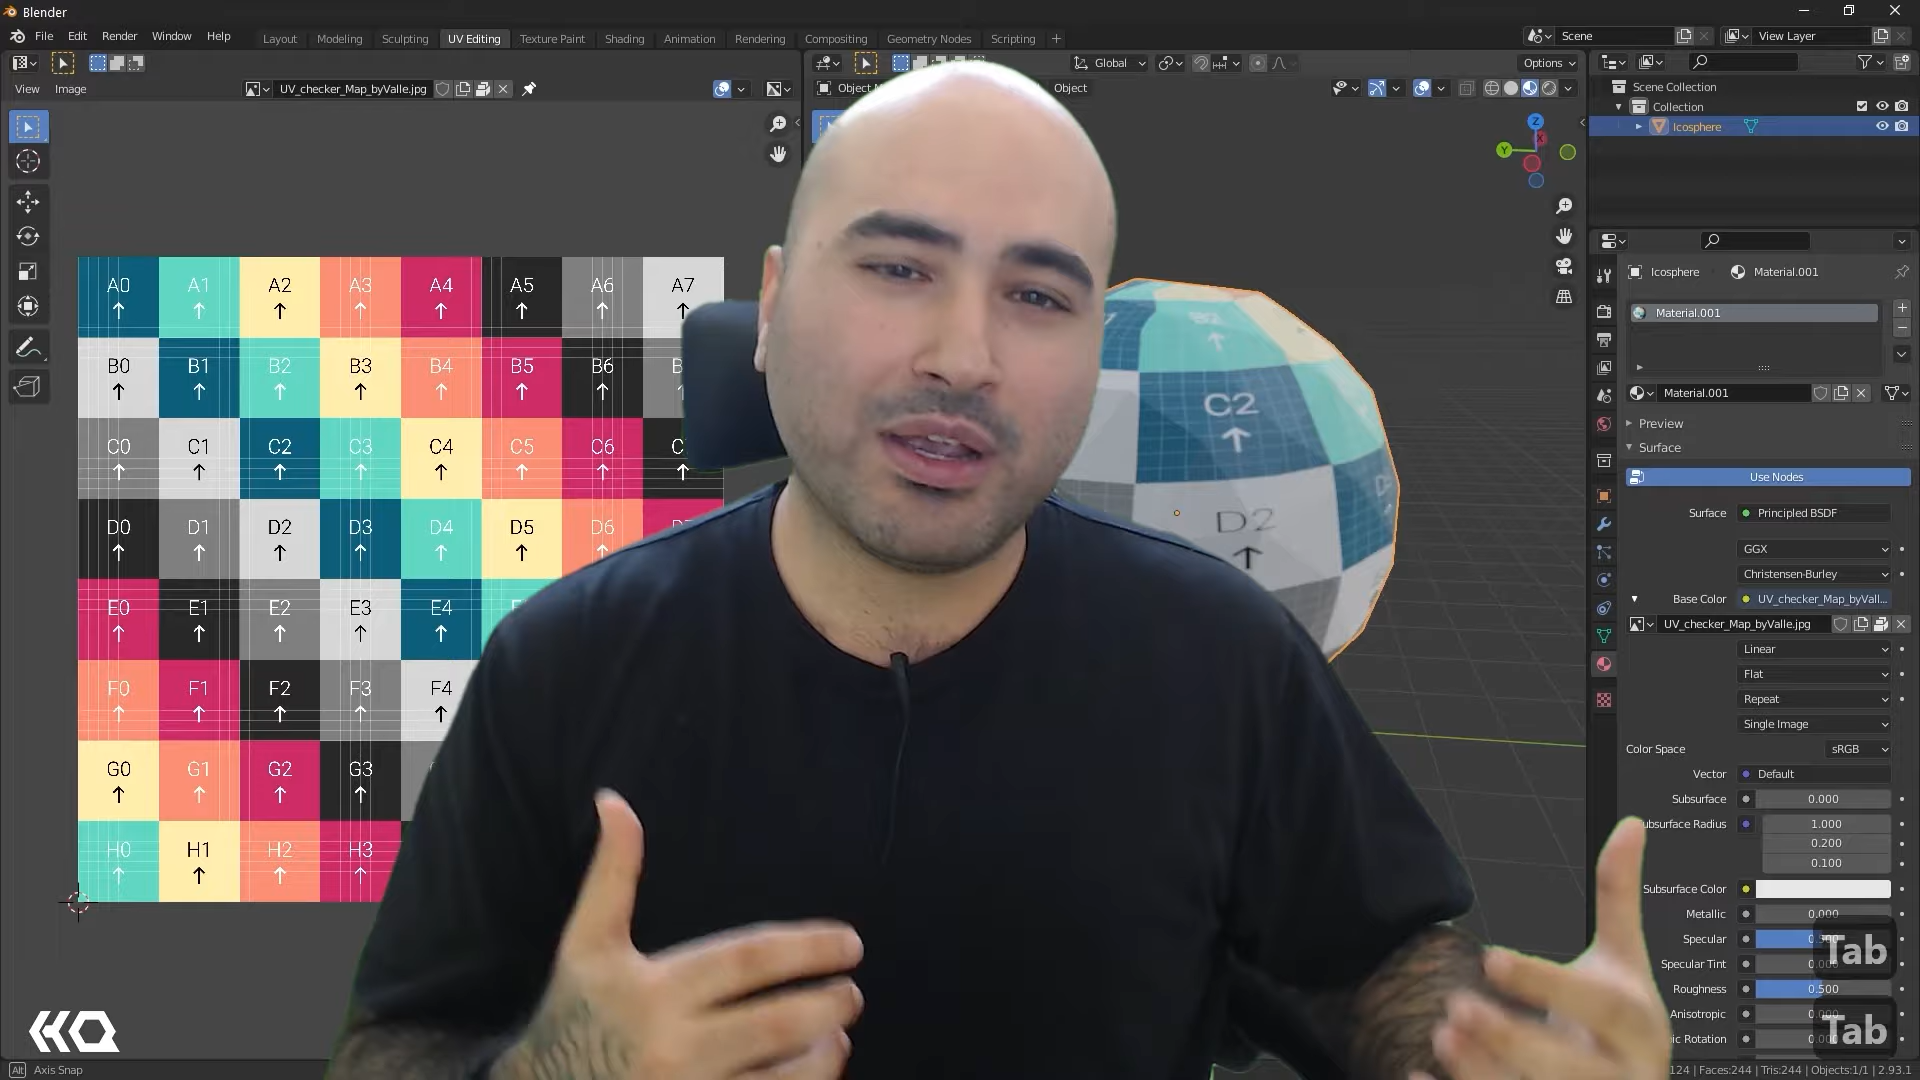 Blender
File Edit Render Window Help Layout Modeling Sculpting UV Editing Texture Paint Shading Animation Rendering Compositing Geometry Nodes Scripting + Scene View Layer
Global Options
View Image UV_checker_Map_byValle.jpg Object
Scene Collection
Collection
Icosphere
Z
Y
Icosphere Material.001
Material.001
Material.001
Preview
Surface
Use Nodes
Surface Principled BSDF
GGX
Christensen-Burley
Base Color UV_checker_Map_byVall...
UV_checker_Map_byValle.jpg
Linear
Flat
Repeat
Single Image
Color Space sRGB
Vector Default
Subsurface 0.000
ubsurface Radius 1.000
0.200
0.100
Subsurface Color
Metallic 0.000
Specular
Specular Tint
Roughness 0.500
Anisotropic
Rotation
A0 A1 A2 A3 A4 A5 A6 A7
B0 B1 B2 B3 B4 B5 B6 B
C0 C1 C2 C3 C4 C5 C6 C
D0 D1 D2 D3 D4 D5 D6
E0 E1 E2 E3 E4
F0 F1 F2 F3 F4
G0 G1 G2 G3
H0 H1 H2 H3
B2
C2
D2
Tab
Tab
HQ
Alt Axis Snap
124 | Faces:244 | Tris:244 | Objects:1/1 | 2.93.1